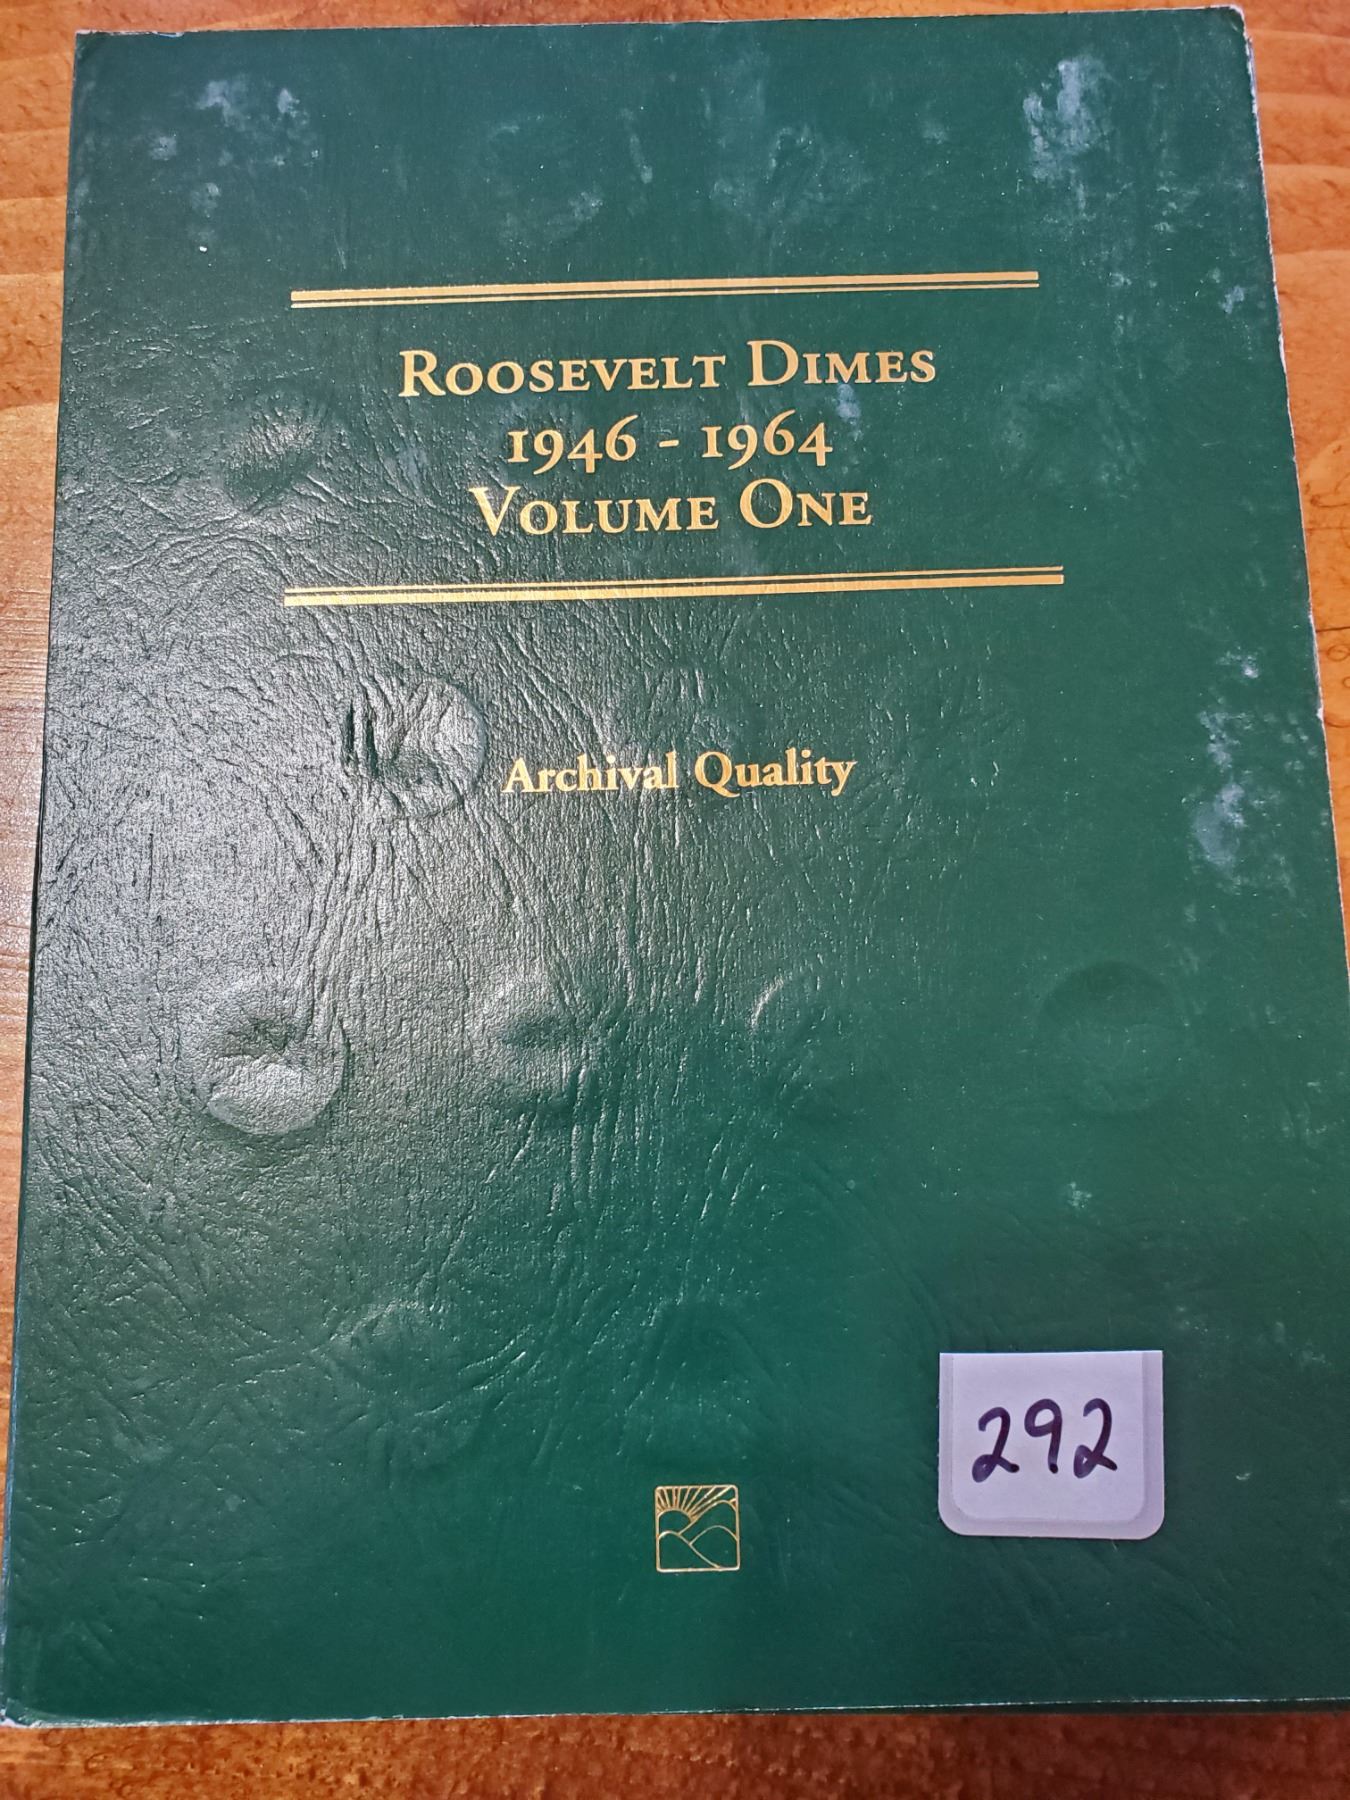 Roosevelt Dimes
1946 - 1964
Volume One
Archival Quality
292